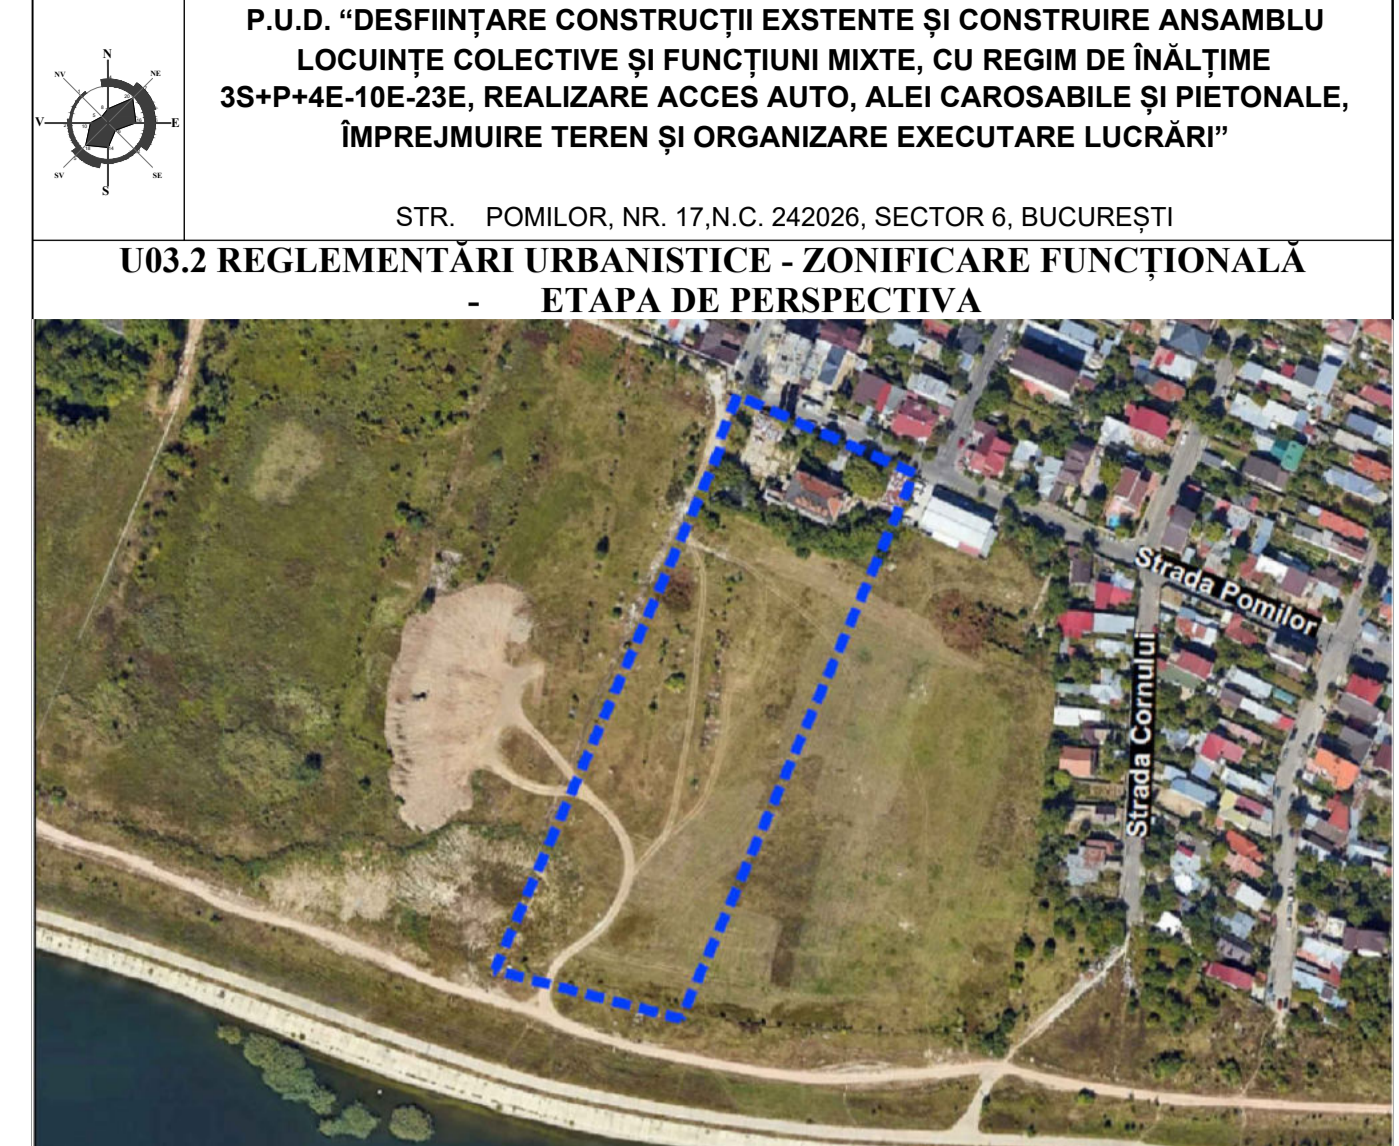 P.U.D. “DESFIINȚARE CONSTRUCȚII EXSTENTE ȘI CONSTRUIRE ANSAMBLU
LOCUINȚE COLECTIVE ȘI FUNCȚIUNI MIXTE, CU REGIM DE ÎNĂLȚIME
3S+P+4E-10E-23E, REALIZARE ACCES AUTO, ALEI CAROSABILE ȘI PIETONALE,
ÎMPREJMUIRE TEREN ȘI ORGANIZARE EXECUTARE LUCRĂRI”
N
NV
NE
V
E
SV
SE
S
STR. POMILOR, NR. 17,N.C. 242026, SECTOR 6, BUCUREȘTI
U03.2 REGLEMENTĂRI URBANISTICE - ZONIFICARE FUNCȚIONALĂ
- ETAPA DE PERSPECTIVA
Strada Pomilor
Strada Cornului